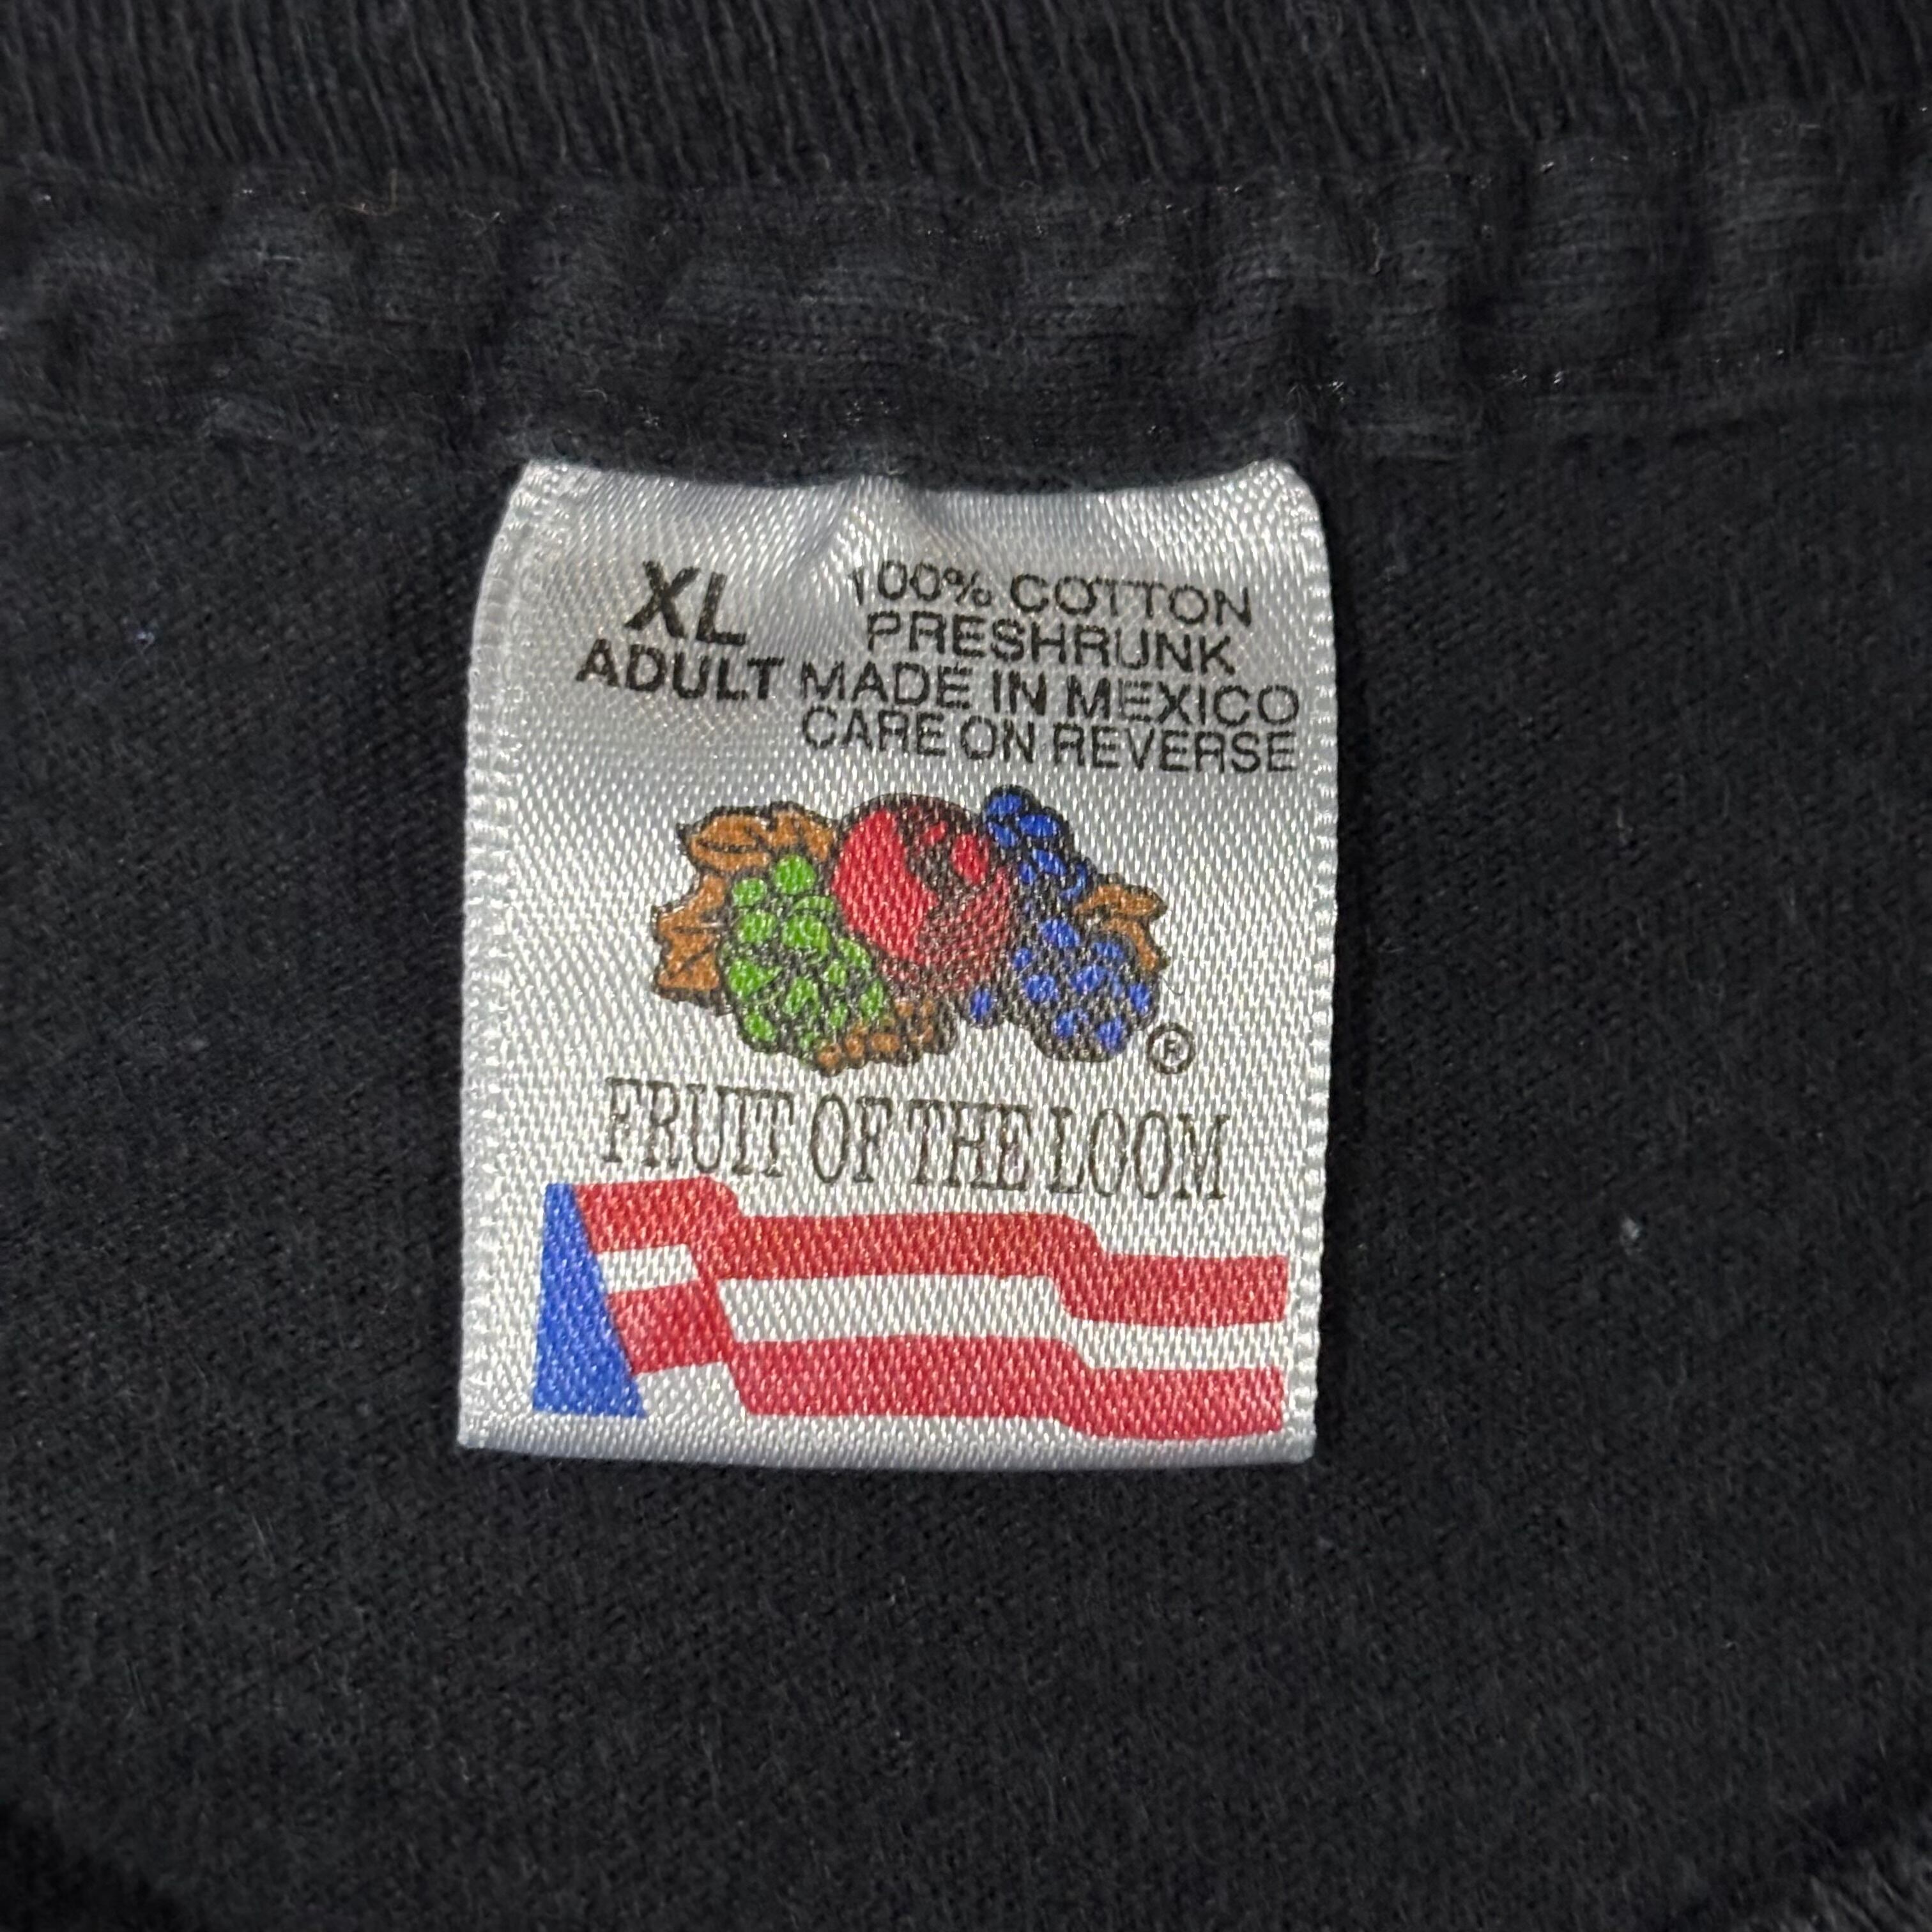 XL
ADULT
100% COTTON
PRESHRUNK
MADE IN MEXICO
CARE ON REVERSE
®
FRUIT OF THE LOOM